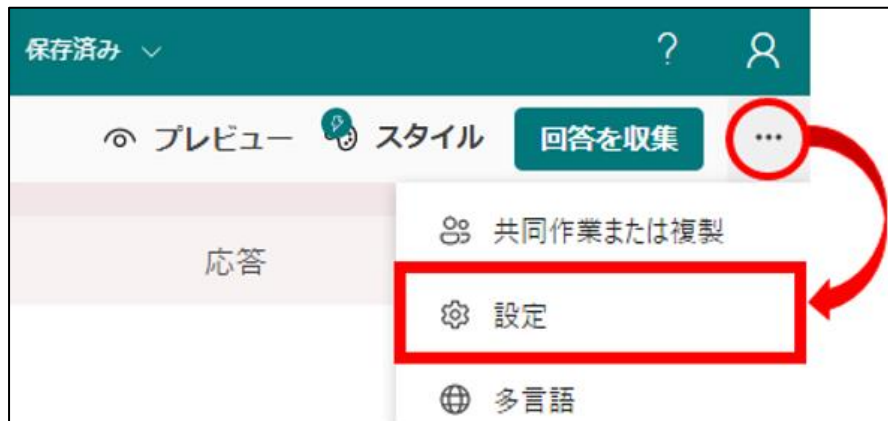 保存済み
?
プレビュー スタイル 回答を収集 ...
共同作業または複製
応答
設定
多言語